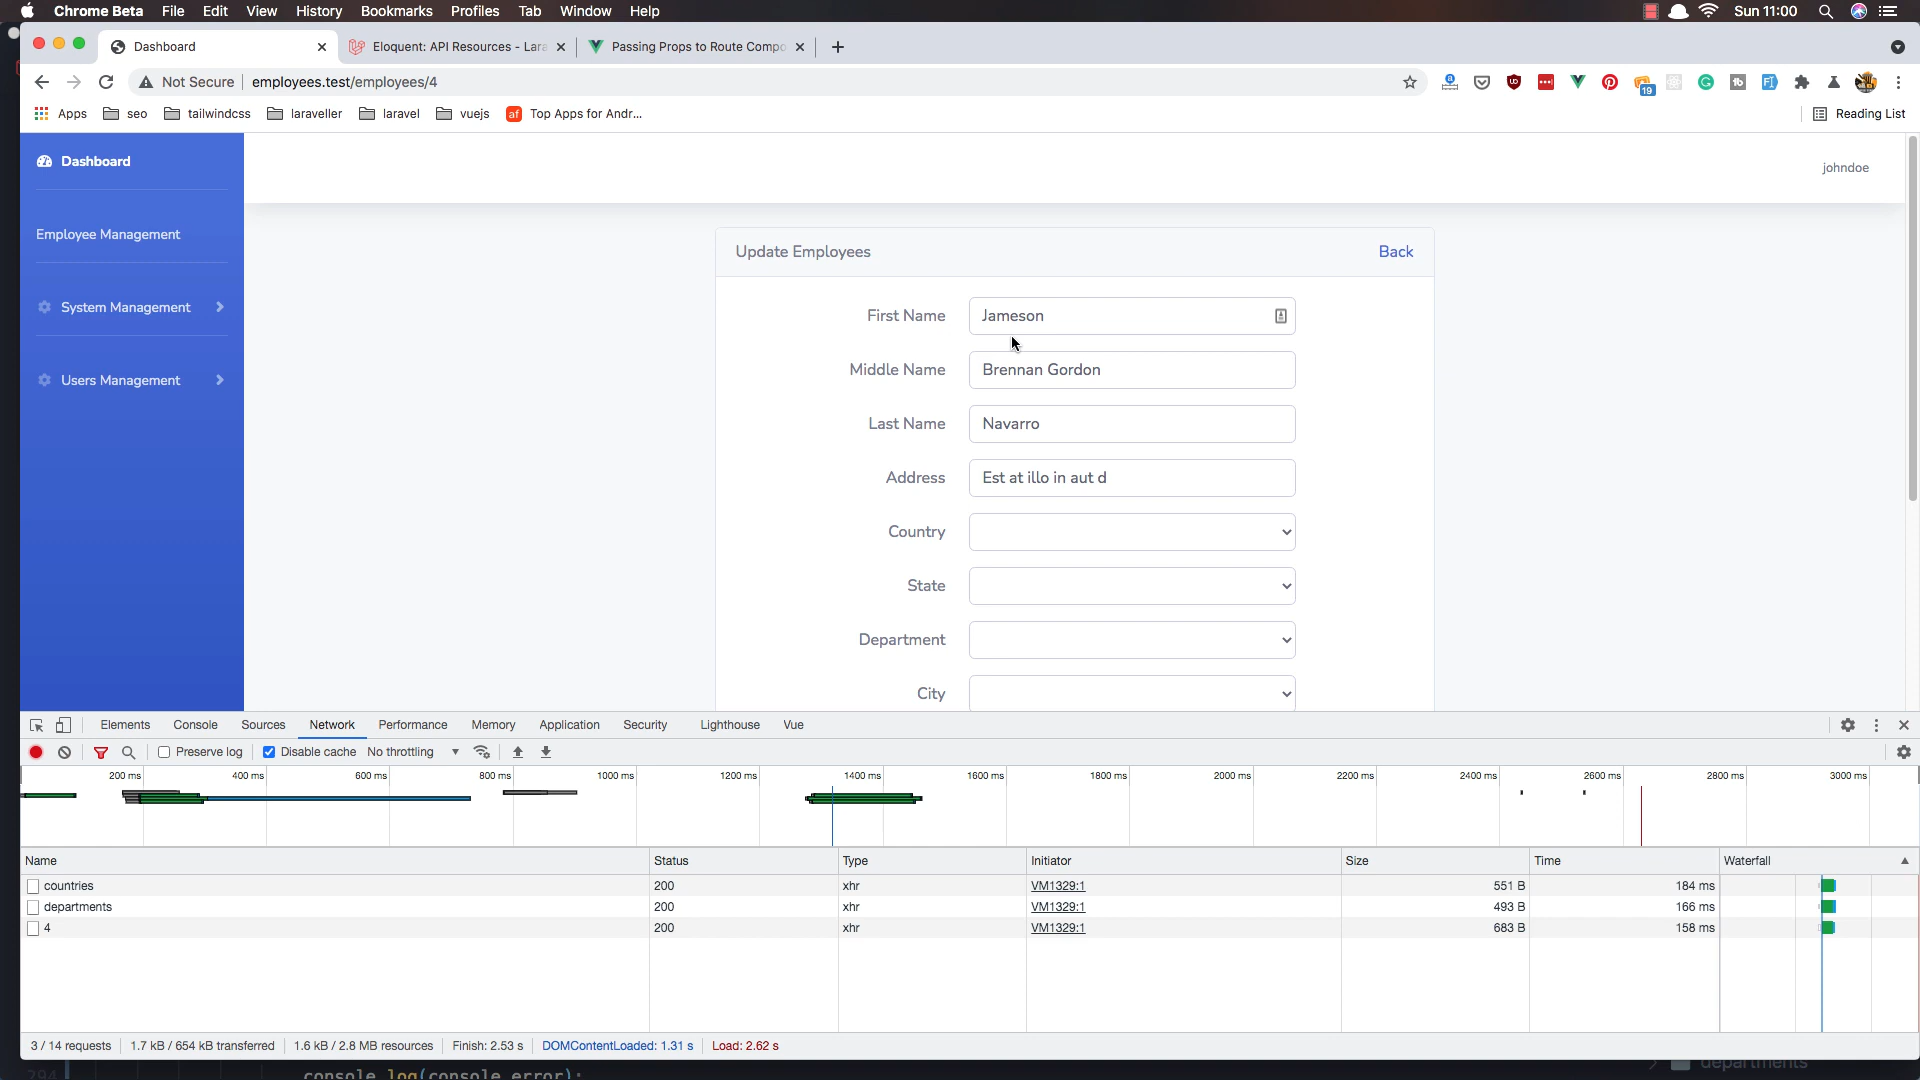 Chrome Beta File Edit View History Bookmarks Profiles Tab Window Help Sun 11:00
Dashboard Eloquent: API Resources - Lara Passing Props to Route Compo
Not Secure employees.test/employees/4 19
Apps seo tailwindcss laraveller laravel vuejs af Top Apps for Andr... Reading List
Dashboard
johndoe
Employee Management
System Management
Users Management
Update Employees Back
First Name Jameson
Middle Name Brennan Gordon
Last Name Navarro
Address Est at illo in aut d
Country
State
Department
City
Elements Console Sources Network Performance Memory Application Security Lighthouse Vue
Preserve log Disable cache No throttling
200 ms 400 ms 600 ms 800 ms 1000 ms 1200 ms 1400 ms 1600 ms 1800 ms 2000 ms 2200 ms 2400 ms 2600 ms 2800 ms 3000 ms
Name Status Type Initiator Size Time Waterfall
countries 200 xhr VM1329:1 551 B 184 ms
departments 200 xhr VM1329:1 493 B 166 ms
4 200 xhr VM1329:1 683 B 158 ms
3 / 14 requests 1.7 kB / 654 kB transferred 1.6 kB / 2.8 MB resources Finish: 2.53 s DOMContentLoaded: 1.31 s Load: 2.62 s
294 console.log(console.error); departments